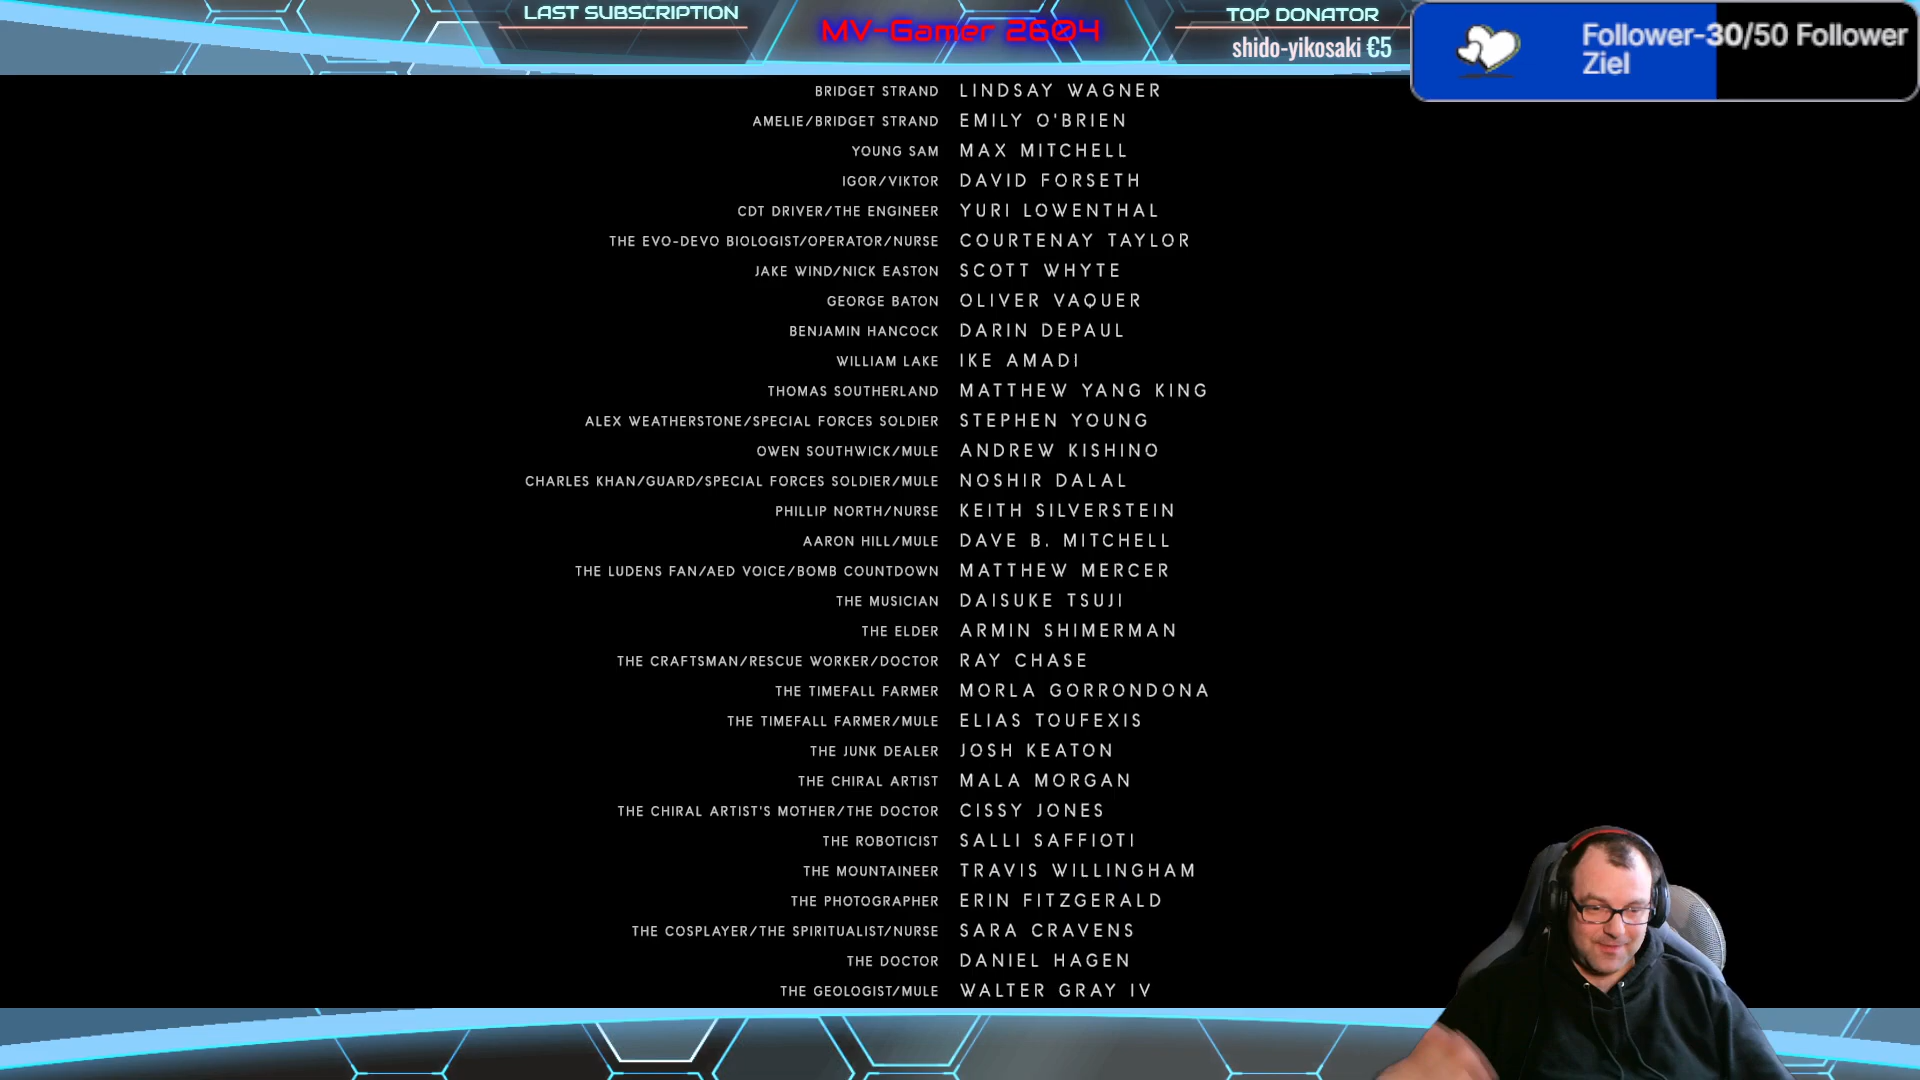 LAST SUBSCRIPTION
MV-Gamer 2604
TOP DONATOR
shido-yikosaki €5
Follower-30/50 Follower
Ziel
BRIDGET STRAND LINDSAY WAGNER
AMELIE/BRIDGET STRAND EMILY O'BRIEN
YOUNG SAM MAX MITCHELL
IGOR/VIKTOR DAVID FORSETH
CDT DRIVER/THE ENGINEER YURI LOWENTHAL
THE EVO-DEVO BIOLOGIST/OPERATOR/NURSE COURTENAY TAYLOR
JAKE WIND/NICK EASTON SCOTT WHYTE
GEORGE BATON OLIVER VAQUER
BENJAMIN HANCOCK DARIN DEPAUL
WILLIAM LAKE IKE AMADI
THOMAS SOUTHERLAND MATTHEW YANG KING
ALEX WEATHERSTONE/SPECIAL FORCES SOLDIER STEPHEN YOUNG
OWEN SOUTHWICK/MULE ANDREW KISHINO
CHARLES KHAN/GUARD/SPECIAL FORCES SOLDIER/MULE NOSHIR DALAL
PHILLIP NORTH/NURSE KEITH SILVERSTEIN
AARON HILL/MULE DAVE B. MITCHELL
THE LUDENS FAN/AED VOICE/BOMB COUNTDOWN MATTHEW MERCER
THE MUSICIAN DAISUKE TSUJI
THE ELDER ARMIN SHIMERMAN
THE CRAFTSMAN/RESCUE WORKER/DOCTOR RAY CHASE
THE TIMEFALL FARMER MORLA GORRONDONA
THE TIMEFALL FARMER/MULE ELIAS TOUFEXIS
THE JUNK DEALER JOSH KEATON
THE CHIRAL ARTIST MALA MORGAN
THE CHIRAL ARTIST'S MOTHER/THE DOCTOR CISSY JONES
THE ROBOTICIST SALLI SAFFIOTI
THE MOUNTAINEER TRAVIS WILLINGHAM
THE PHOTOGRAPHER ERIN FITZGERALD
THE COSPLAYER/THE SPIRITUALIST/NURSE SARA CRAVENS
THE DOCTOR DANIEL HAGEN
THE GEOLOGIST/MULE WALTER GRAY IV